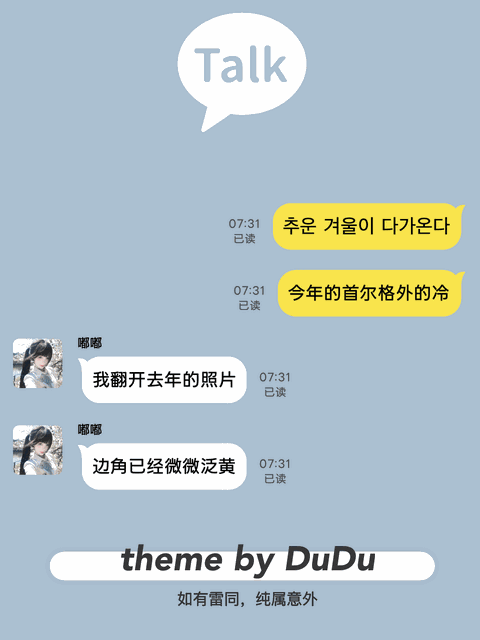 Talk
추운 겨울이 다가온다
07:31
已读
今年的首尔格外的冷
07:31
已读
嘟嘟
我翻开去年的照片
07:31
已读
嘟嘟
边角已经微微泛黄
07:31
已读
theme by DuDu
如有雷同，纯属意外